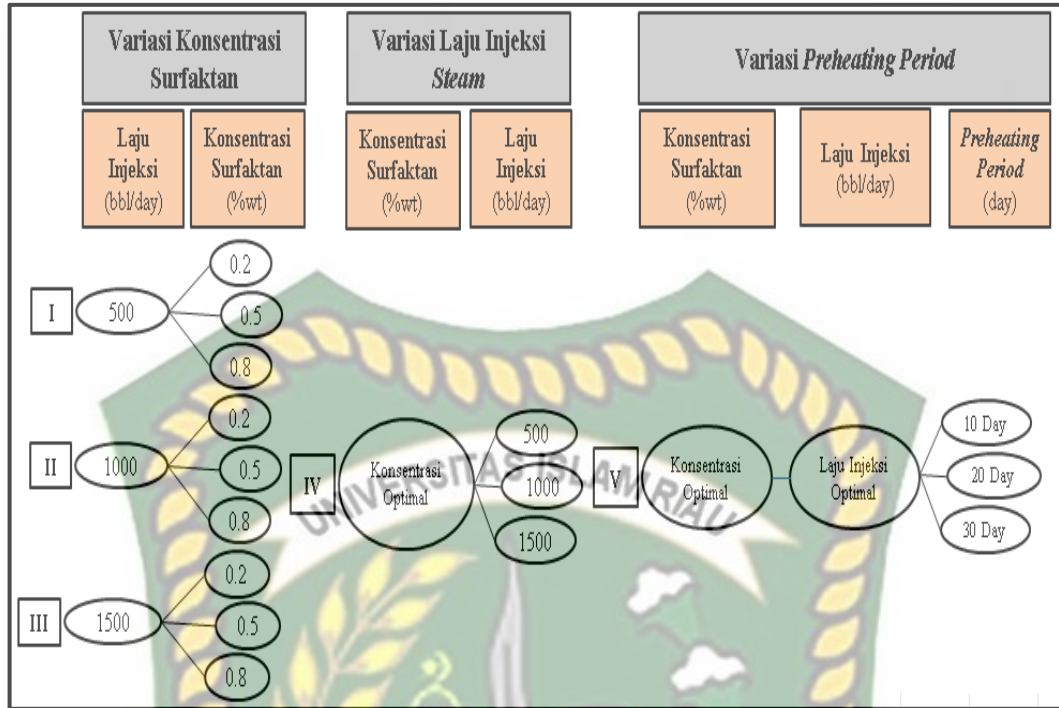 Variasi Konsentrasi
Surfaktan
Variasi Laju Injeksi
Steam
Variasi Preheating Period
Laju
Injeksi
(bbl/day)
Konsentrasi
Surfaktan
(%wt)
Konsentrasi
Surfaktan
(%wt)
Laju
Injeksi
(bbl/day)
Konsentrasi
Surfaktan
(%wt)
Laju Injeksi
(bbl/day)
Preheating
Period
(day)
I
500
0.2
0.5
0.8
II
1000
0.2
0.5
0.8
III
1500
0.2
0.5
0.8
IV
Konsentrasi
Optimal
500
1000
1500
V
Konsentrasi
Optimal
Laju Injeksi
Optimal
10 Day
20 Day
30 Day
UNIVERSITAS ISLAM RIAU